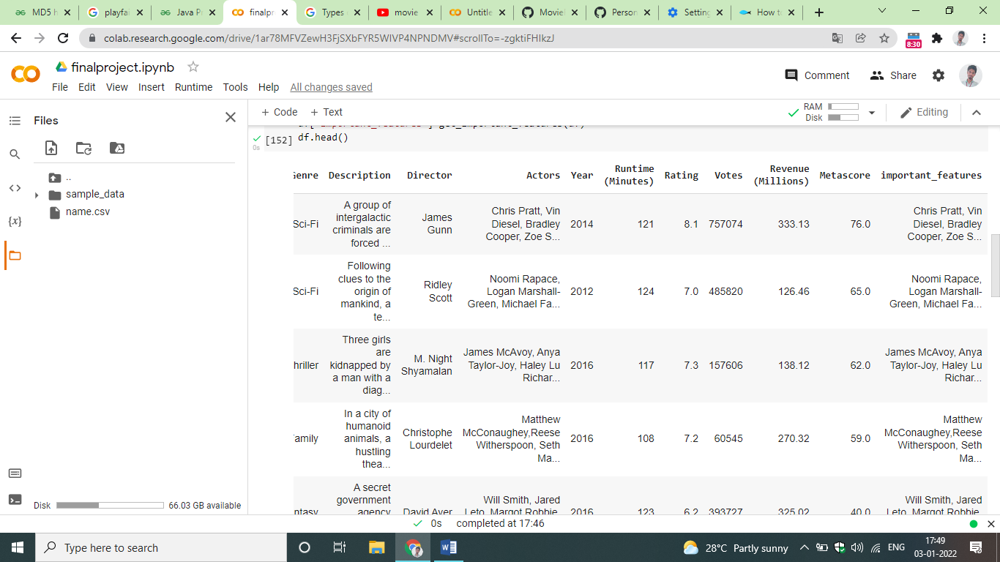 MD5 h
playfai
Java P
finalpr
Types
movie
Untitle
Moviel
Person
Setting
How to
colab.research.google.com/drive/1ar78MFVZewH3FjSXbFYR5WIVP4NPNDMV#scrollTo=-zgktiFHIkzJ
8:30
finalproject.ipynb
File Edit View Insert Runtime Tools Help All changes saved
Comment Share
Files
+ Code + Text
RAM
Disk
Editing
..
sample_data
name.csv
Disk 66.03 GB available
df['important_features']=get_important_features(df)
[152] df.head()
0s
Genre Description Director Actors Year Runtime (Minutes) Rating Votes Revenue (Millions) Metascore important_features
Sci-Fi A group of intergalactic criminals are forced ... James Gunn Chris Pratt, Vin Diesel, Bradley Cooper, Zoe S... 2014 121 8.1 757074 333.13 76.0 Chris Pratt, Vin Diesel, Bradley Cooper, Zoe S...
Sci-Fi Following clues to the origin of mankind, a te... Ridley Scott Noomi Rapace, Logan Marshall-Green, Michael Fa... 2012 124 7.0 485820 126.46 65.0 Noomi Rapace, Logan Marshall-Green, Michael Fa...
hriller Three girls are kidnapped by a man with a diag... M. Night Shyamalan James McAvoy, Anya Taylor-Joy, Haley Lu Richar... 2016 117 7.3 157606 138.12 62.0 James McAvoy, Anya Taylor-Joy, Haley Lu Richar...
amily In a city of humanoid animals, a hustling thea... Christophe Lourdelet Matthew McConaughey,Reese Witherspoon, Seth Ma... 2016 108 7.2 60545 270.32 59.0 Matthew McConaughey,Reese Witherspoon, Seth Ma...
ntasy A secret government agency David Ayer Will Smith, Jared Leto, Margot Robbie, 2016 123 6.2 393727 325.02 40.0 Will Smith, Jared Leto, Margot Robbie,
0s completed at 17:46
Type here to search
28°C Partly sunny
ENG
17:49
03-01-2022